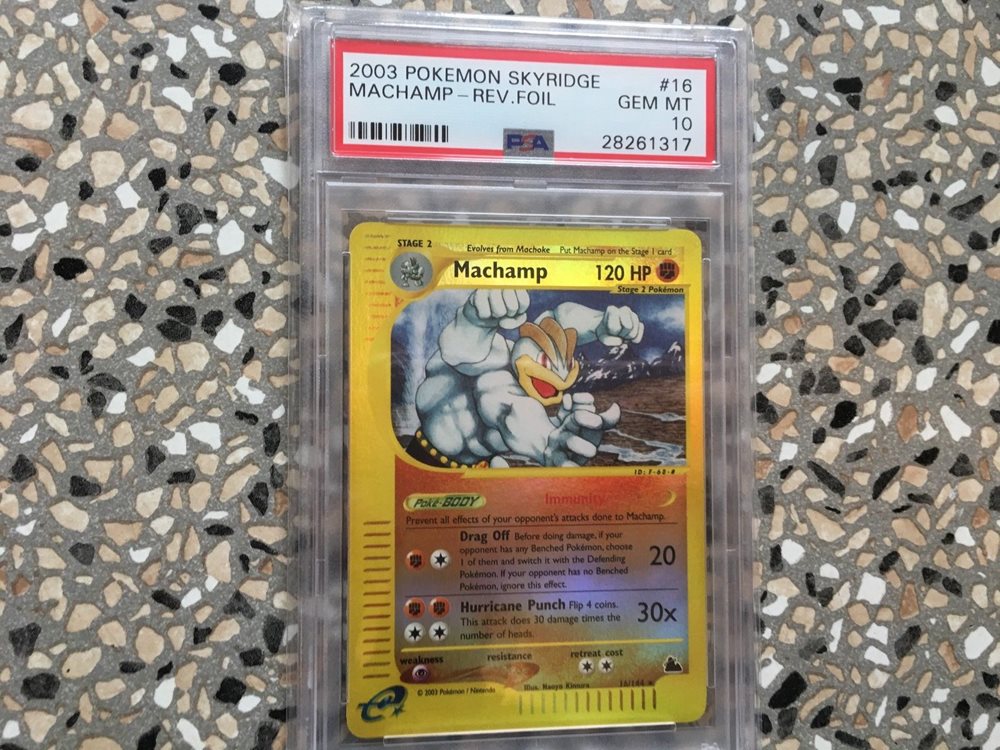 2003 POKEMON SKYRIDGE #16
MACHAMP - REV.FOIL GEM MT
10
PSA 28261317
STAGE 2 Evolves from Machoke Put Machamp on the Stage 1 card
Machamp 120 HP
Stage 2 Pokémon
ID: F-68-#
Poké-BODY Immunity
Prevent all effects of your opponent's attacks done to Machamp.
Drag Off Before doing damage, if your
opponent has any Benched Pokémon, choose
1 of them and switch it with the Defending 20
Pokémon. If your opponent has no Benched
Pokémon, ignore this effect.
Hurricane Punch Flip 4 coins.
This attack does 30 damage times the 30x
number of heads.
weakness resistance retreat cost
Illus. Naoyo Kimura 16/144 ★
© 2003 Pokémon / Nintendo
e